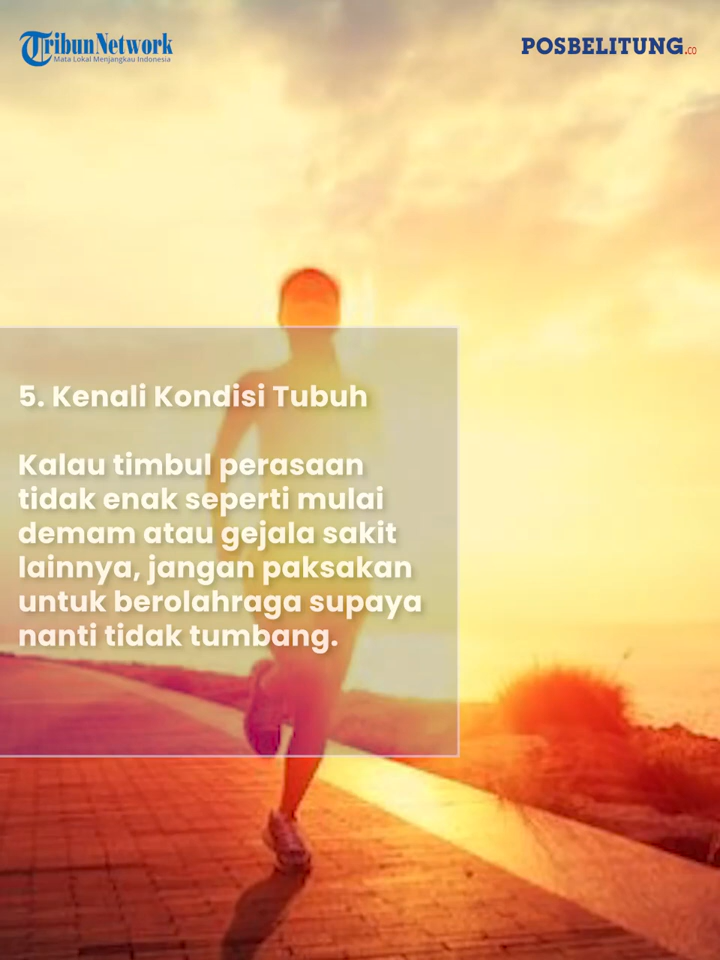 TribunNetwork
Mata Lokal Menjangkau Indonesia
POSBELITUNG.co
5. Kenali Kondisi Tubuh
Kalau timbul perasaan
tidak enak seperti mulai
demam atau gejala sakit
lainnya, jangan paksakan
untuk berolahraga supaya
nanti tidak tumbang.